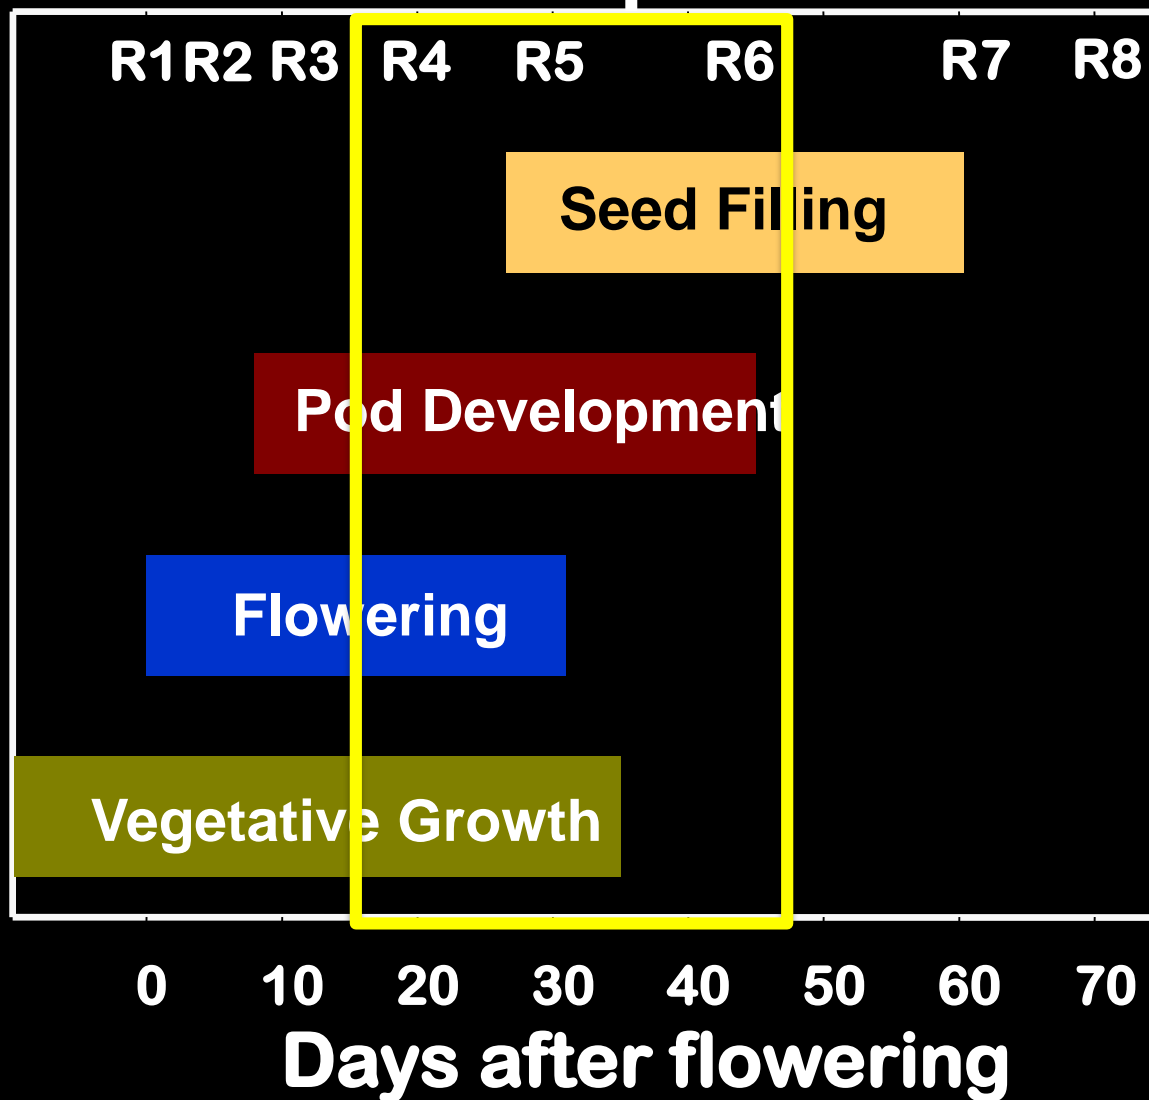 R1 R2 R3 R4 R5 R6 R7 R8
Seed Filling
Pod Development
Flowering
Vegetative Growth
0 10 20 30 40 50 60 70
Days after flowering